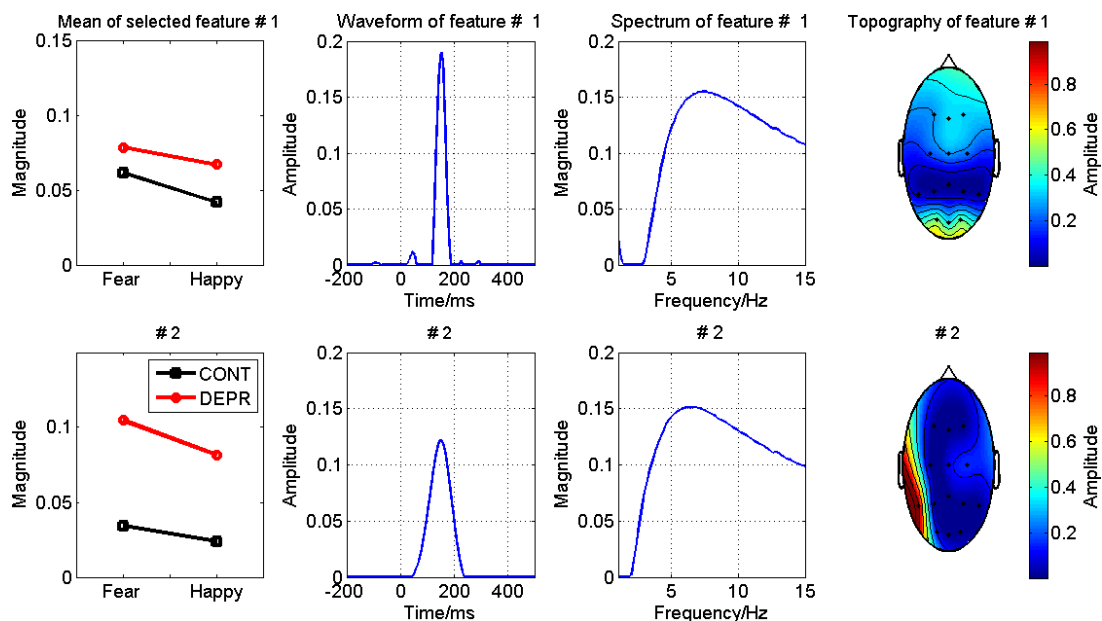 Mean of selected feature # 1
Waveform of feature # 1
Spectrum of feature # 1
Topography of feature # 1
0.15
0.1
0.05
0
Magnitude
Fear
Happy
0.2
0.15
0.1
0.05
0
Amplitude
-200
0
200
400
Time/ms
0.2
0.15
0.1
0.05
0
Magnitude
5
10
15
Frequency/Hz
0.8
0.6
0.4
0.2
Amplitude
# 2
# 2
# 2
# 2
0.1
0.05
0
Magnitude
CONT
DEPR
Fear
Happy
0.2
0.15
0.1
0.05
0
Amplitude
-200
0
200
400
Time/ms
0.2
0.15
0.1
0.05
0
Magnitude
5
10
15
Frequency/Hz
0.8
0.6
0.4
0.2
Amplitude